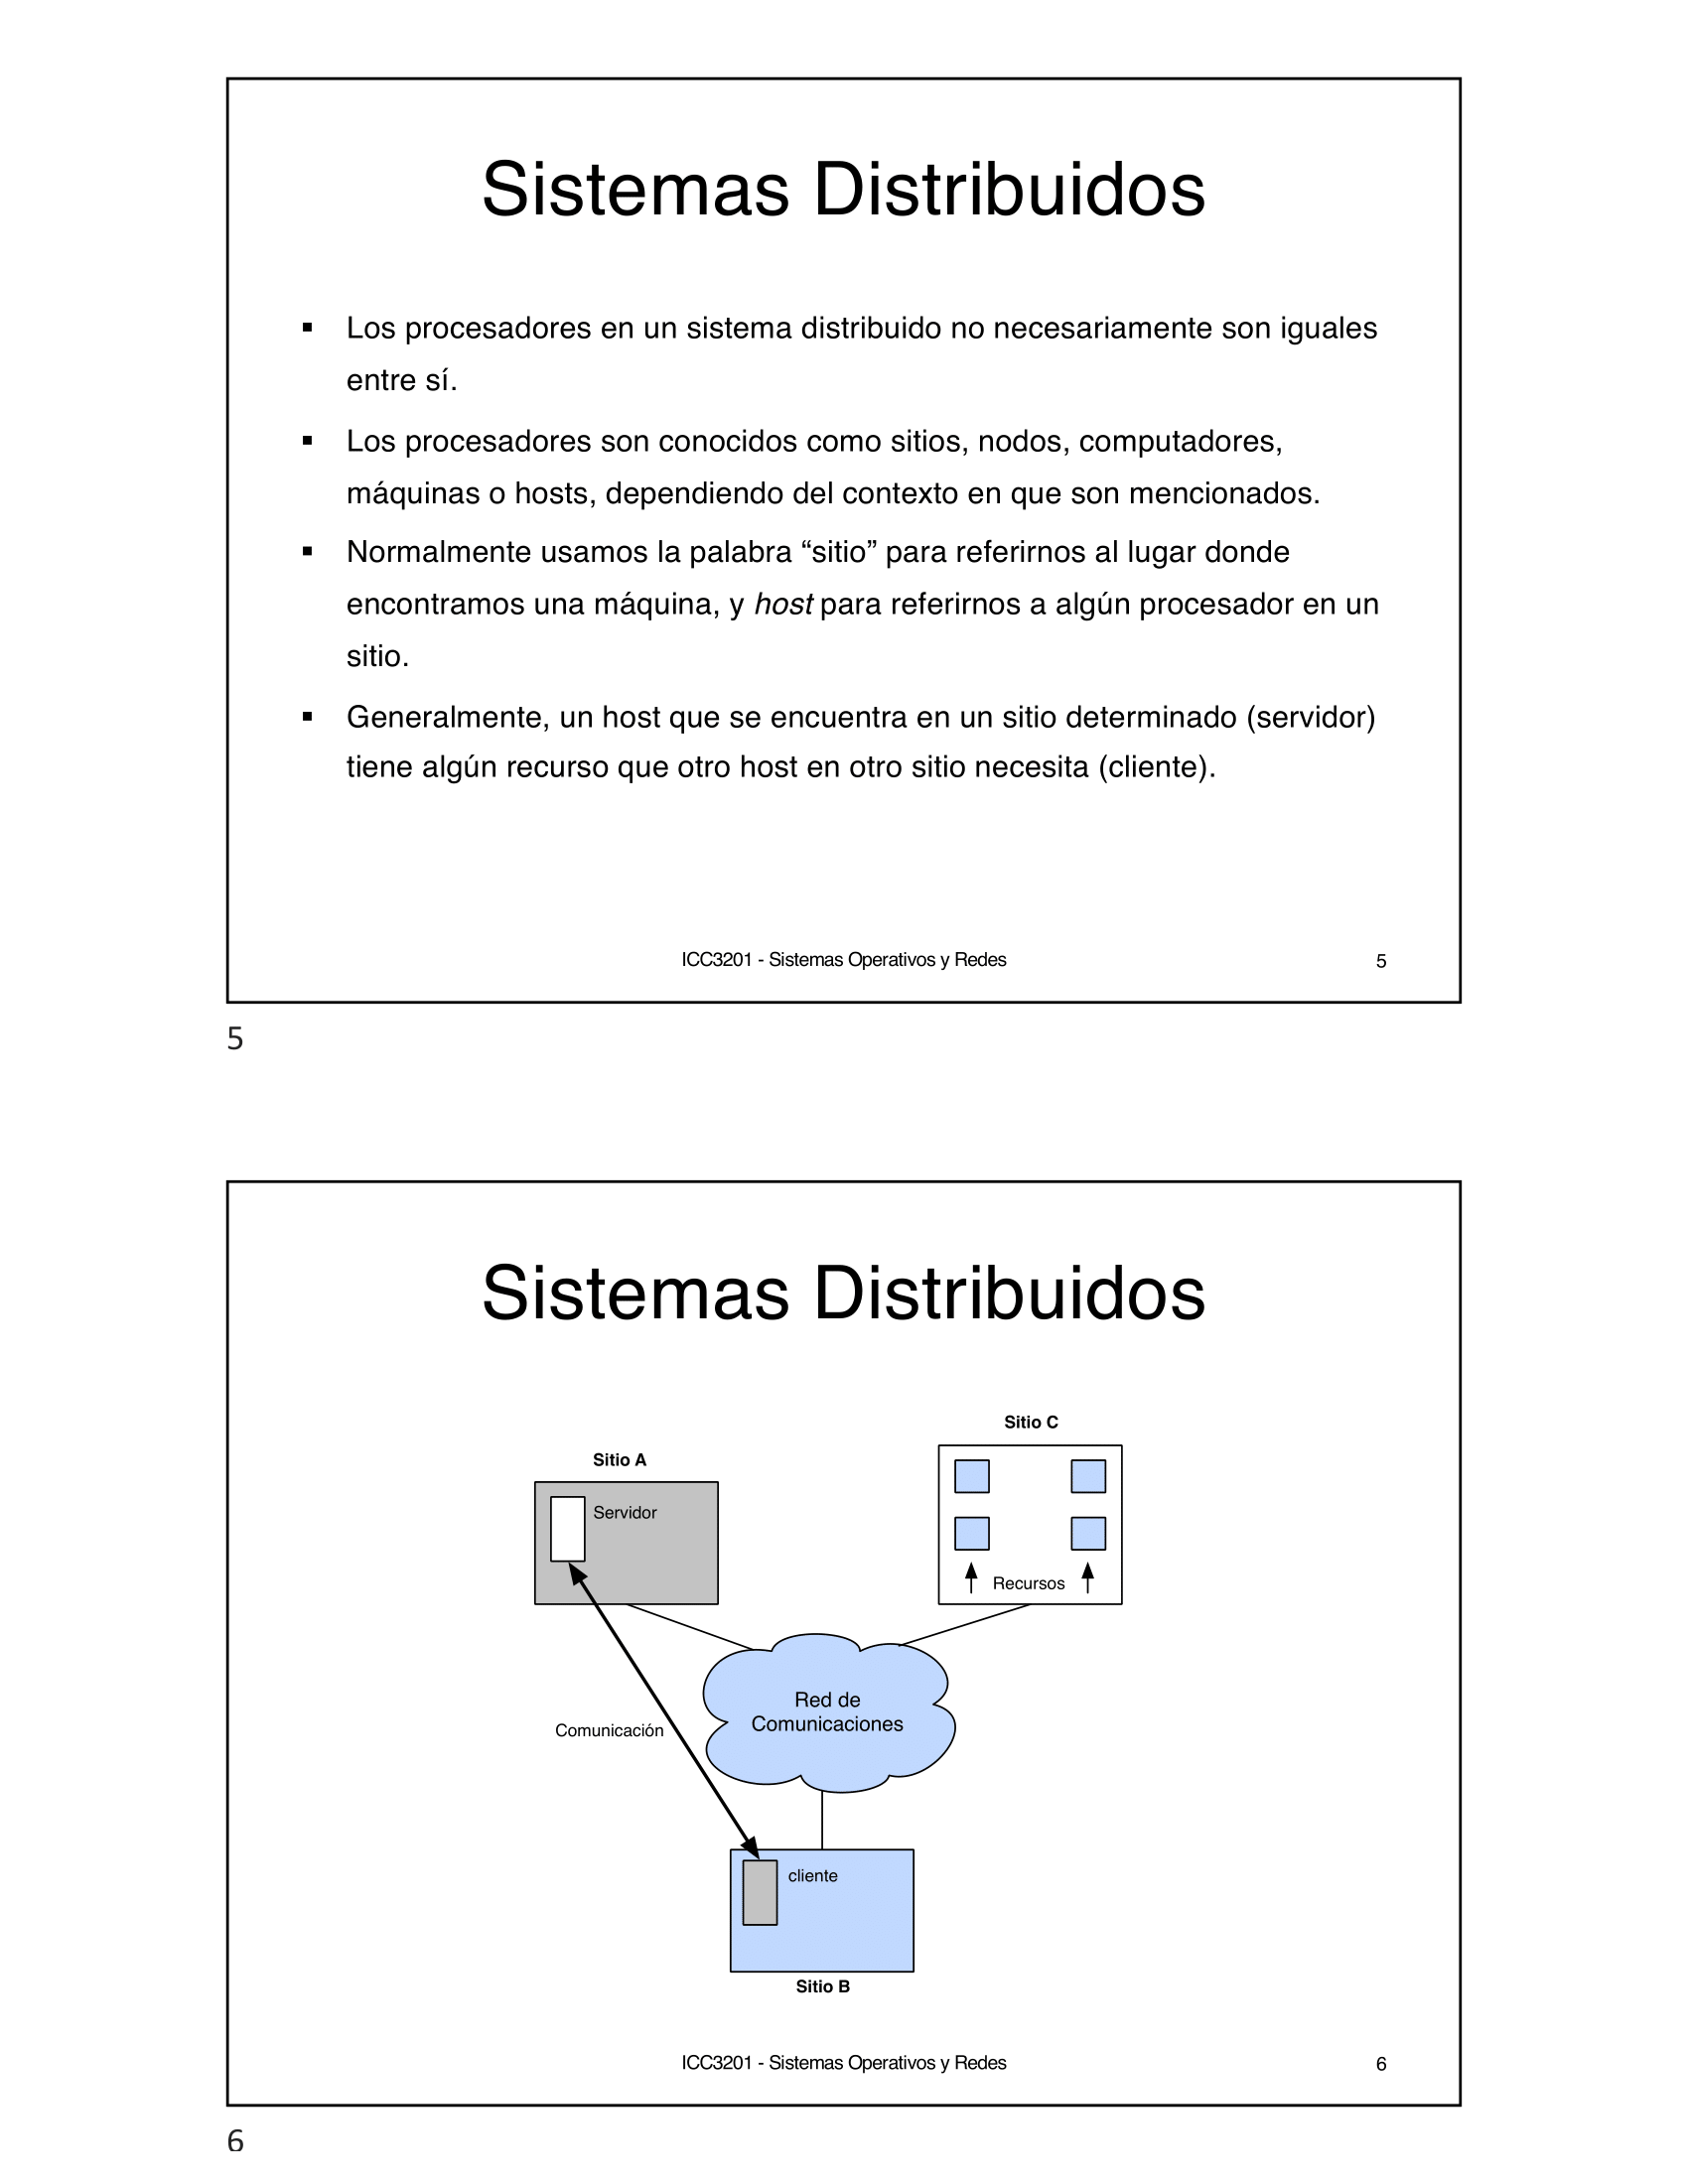 Sistemas Distribuidos
▪ Los procesadores en un sistema distribuido no necesariamente son iguales
entre sí.
▪ Los procesadores son conocidos como sitios, nodos, computadores,
máquinas o hosts, dependiendo del contexto en que son mencionados.
▪ Normalmente usamos la palabra “sitio” para referirnos al lugar donde
encontramos una máquina, y host para referirnos a algún procesador en un
sitio.
▪ Generalmente, un host que se encuentra en un sitio determinado (servidor)
tiene algún recurso que otro host en otro sitio necesita (cliente).
ICC3201 - Sistemas Operativos y Redes
5
5
Sistemas Distribuidos
Sitio C
Sitio A
Servidor
Recursos
Red de
Comunicaciones
Comunicación
cliente
Sitio B
ICC3201 - Sistemas Operativos y Redes
6
6